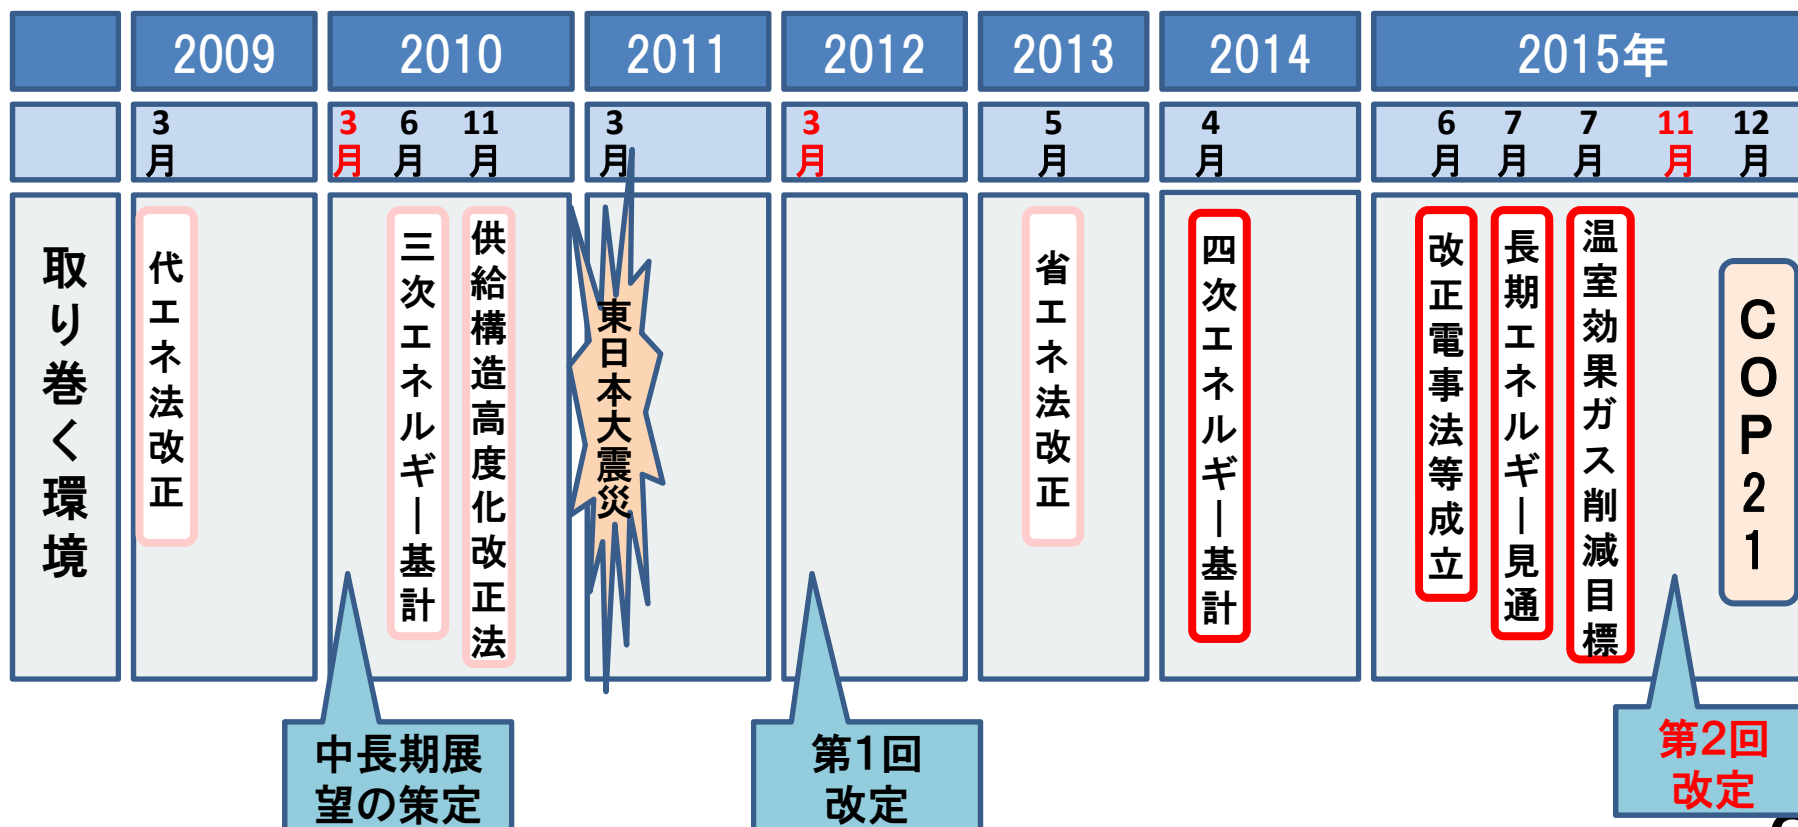 2009
2010
2011
2012
2013
2014
2015年
3月
3月
6月
11月
3月
3月
5月
4月
6月
7月
7月
11月
12月
取り巻く環境
代エネ法改正
三次エネルギー基計
供給構造高度化改正法
東日本大震災
省エネ法改正
四次エネルギー基計
改正電事法等成立
長期エネルギー見通
温室効果ガス削減目標
COP21
中長期展
望の策定
第1回
改定
第2回
改定